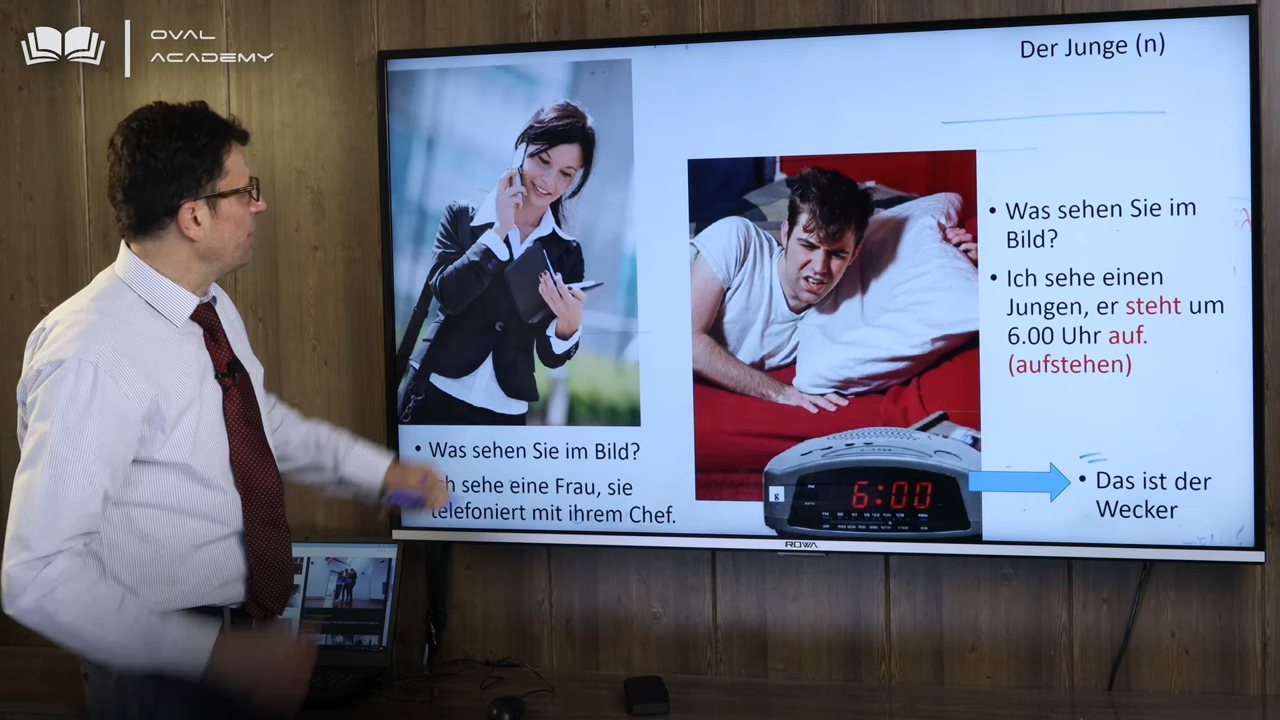 OVAL
ACADEMY
Der Junge (n)
• Was sehen Sie im Bild?
ch sehe eine Frau, sie
telefoniert mit ihrem Chef.
• Was sehen Sie im
Bild?
• Ich sehe einen
Jungen, er steht um
6.00 Uhr auf.
(aufstehen)
g
6:00
• Das ist der
Wecker
ROWA